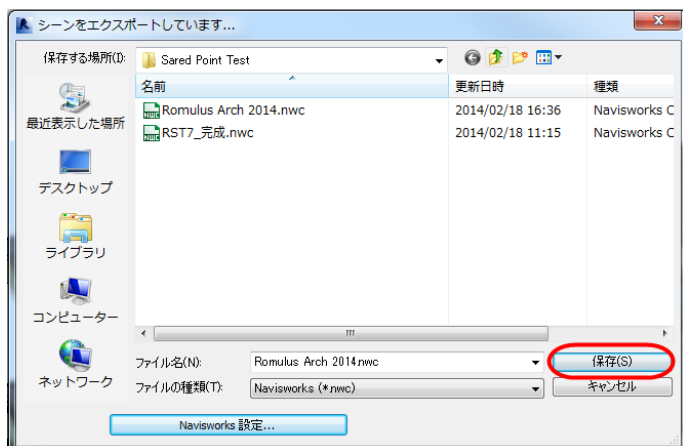 シーンをエクスポートしています...
保存する場所(I):
Sared Point Test
名前
更新日時
種類
Romulus Arch 2014.nwc
2014/02/18 16:36
Navisworks C
RST7_完成.nwc
2014/02/18 11:15
Navisworks C
最近表示した場所
デスクトップ
ライブラリ
コンピューター
ネットワーク
ファイル名(N):
Romulus Arch 2014.nwc
保存(S)
ファイルの種類(T):
Navisworks (*.nwc)
キャンセル
Navisworks 設定...